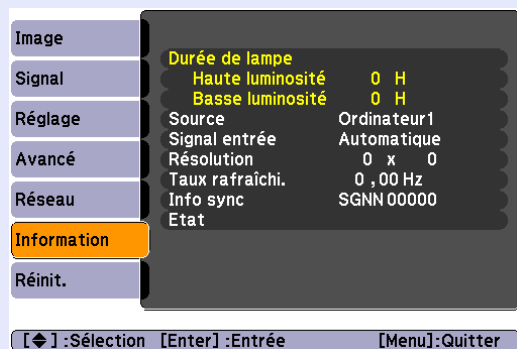 Image
Signal
Réglage
Avancé
Réseau
Information
Réinit.
Durée de lampe
Haute luminosité 0 H
Basse luminosité 0 H
Source Ordinateur1
Signal entrée Automatique
Résolution 0 x 0
Taux rafraîchi. 0 , 00 Hz
Info sync SGNN 00000
Etat
[◆] :Sélection [Enter] :Entrée [Menu]:Quitter